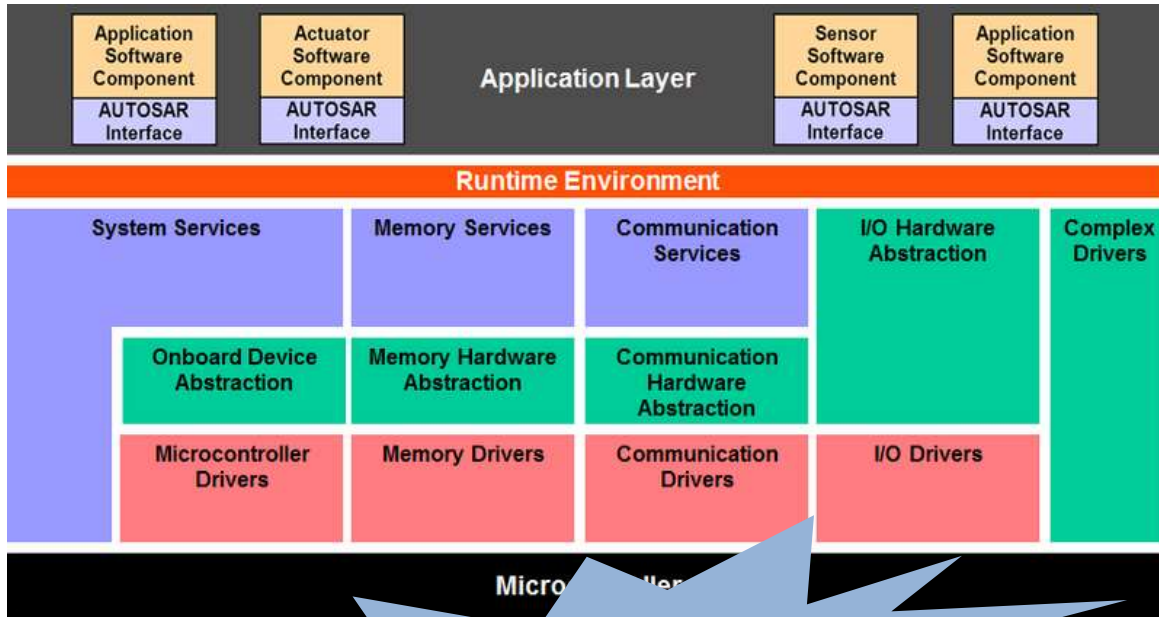 Application
Software
Component
AUTOSAR
Interface
Actuator
Software
Component
AUTOSAR
Interface
Application Layer
Sensor
Software
Component
AUTOSAR
Interface
Application
Software
Component
AUTOSAR
Interface
Runtime Environment
System Services
Memory Services
Communication
Services
I/O Hardware
Abstraction
Complex
Drivers
Onboard Device
Abstraction
Memory Hardware
Abstraction
Communication
Hardware
Abstraction
Microcontroller
Drivers
Memory Drivers
Communication
Drivers
I/O Drivers